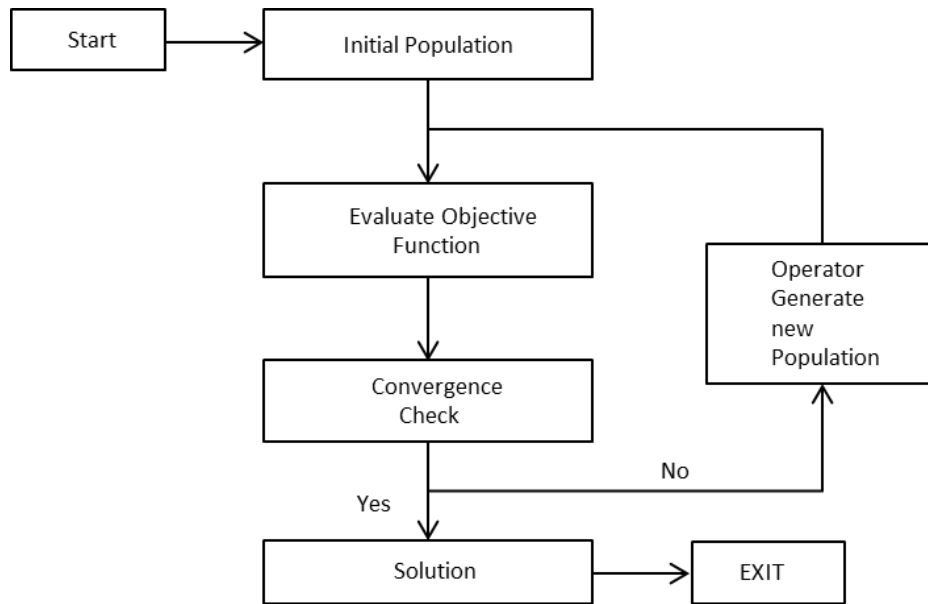 Start
Initial Population
Evaluate Objective
Function
Operator
Generate
new
Population
Convergence
Check
No
Yes
Solution
EXIT